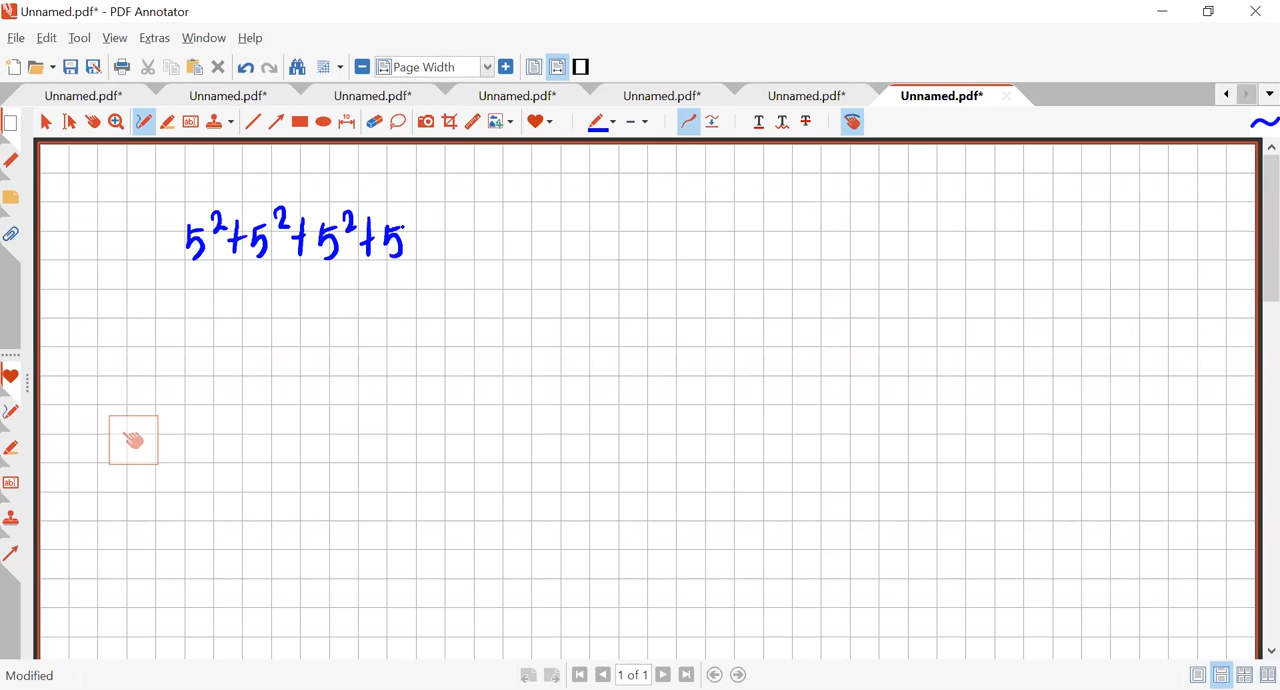 Unnamed.pdf* - PDF Annotator
File Edit Tool View Extras Window Help
Page Width
Unnamed.pdf* Unnamed.pdf* Unnamed.pdf* Unnamed.pdf* Unnamed.pdf* Unnamed.pdf* Unnamed.pdf*
5²+5²+5²+5
Modified
1 of 1